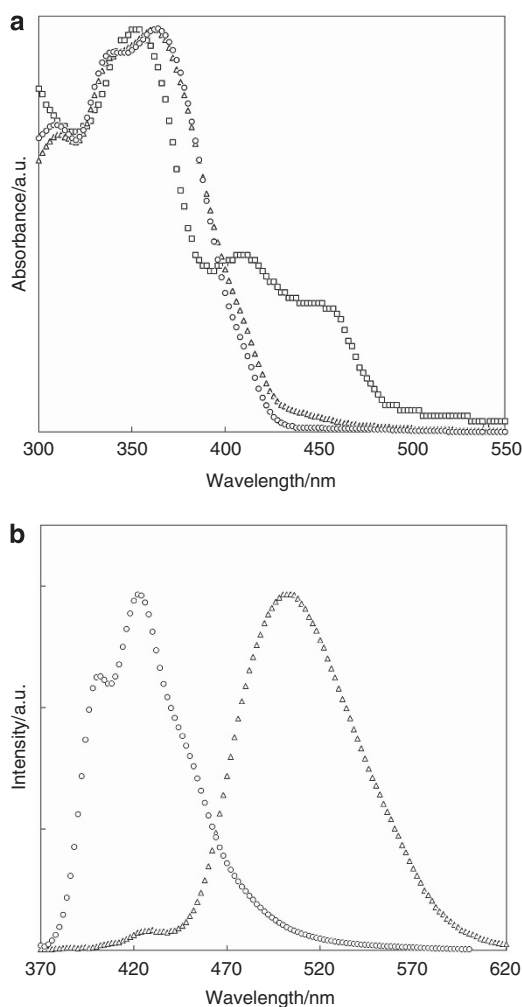 a
Absorbance/a.u.
300 350 400 450 500 550
Wavelength/nm
b
Intensity/a.u.
370 420 470 520 570 620
Wavelength/nm